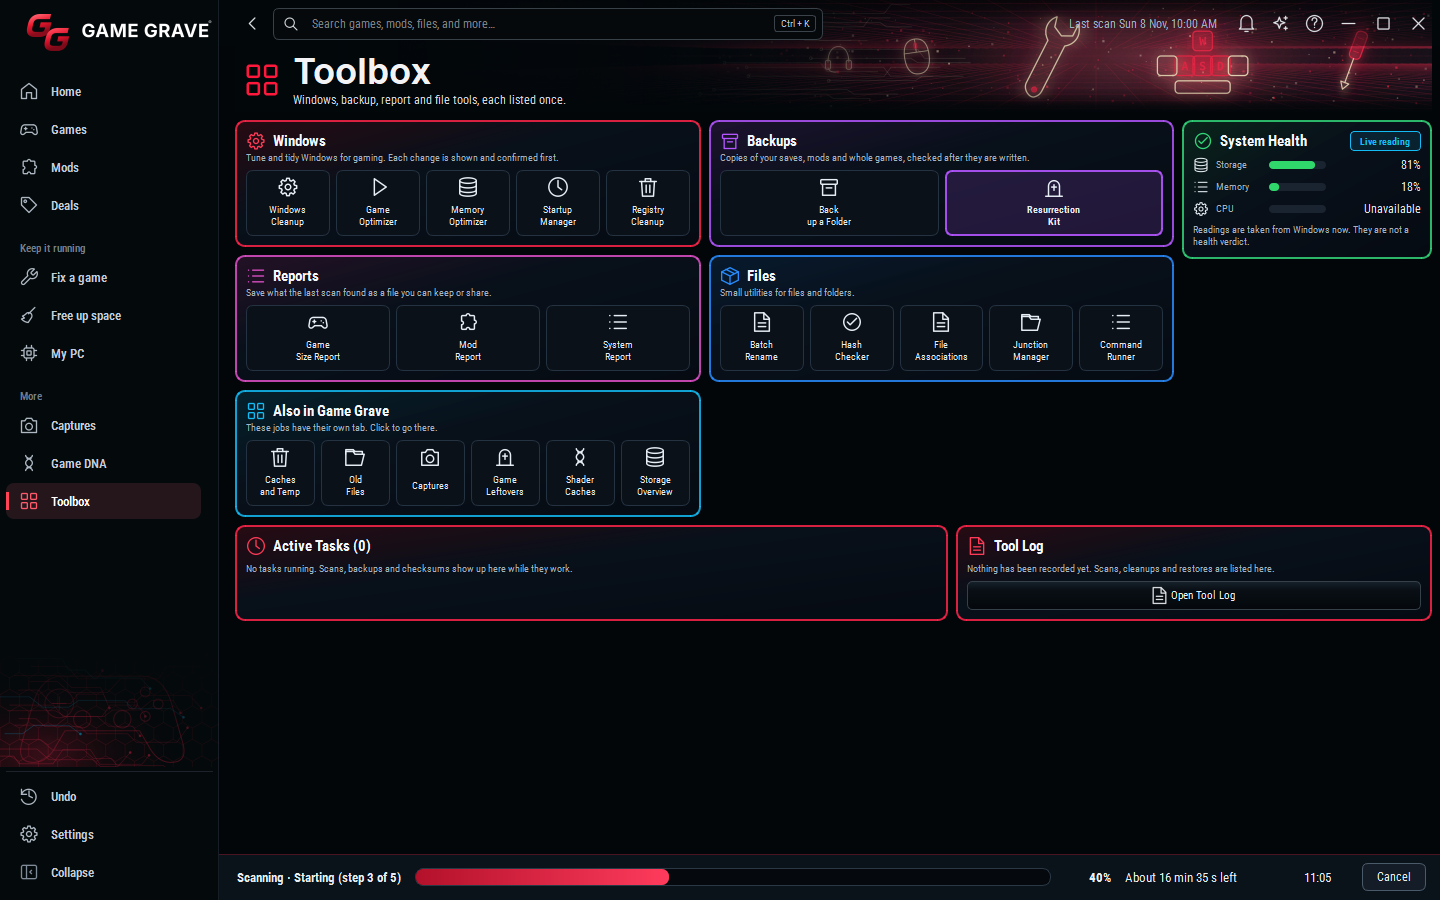 GAME GRAVE
Search games, mods, files, and more...
Ctrl + K
Last scan Sun 8 Nov, 10:00 AM
Home
Games
Mods
Deals
Keep it running
Fix a game
Free up space
My PC
More
Captures
Game DNA
Toolbox
Undo
Settings
Collapse
Toolbox
Windows, backup, report and file tools, each listed once.
W
A S D
Windows
Tune and tidy Windows for gaming. Each change is shown and confirmed first.
Windows
Cleanup
Game
Optimizer
Memory
Optimizer
Startup
Manager
Registry
Cleanup
Backups
Copies of your saves, mods and whole games, checked after they are written.
Back
up a Folder
Resurrection
Kit
System Health
Live reading
Storage
81%
Memory
18%
CPU
Unavailable
Readings are taken from Windows now. They are not a
health verdict.
Reports
Save what the last scan found as a file you can keep or share.
Game
Size Report
Mod
Report
System
Report
Files
Small utilities for files and folders.
Batch
Rename
Hash
Checker
File
Associations
Junction
Manager
Command
Runner
Also in Game Grave
These jobs have their own tab. Click to go there.
Caches
and Temp
Old
Files
Captures
Game
Leftovers
Shader
Caches
Storage
Overview
Active Tasks (0)
No tasks running. Scans, backups and checksums show up here while they work.
Tool Log
Nothing has been recorded yet. Scans, cleanups and restores are listed here.
Open Tool Log
Scanning · Starting (step 3 of 5)
40%
About 16 min 35 s left
11:05
Cancel